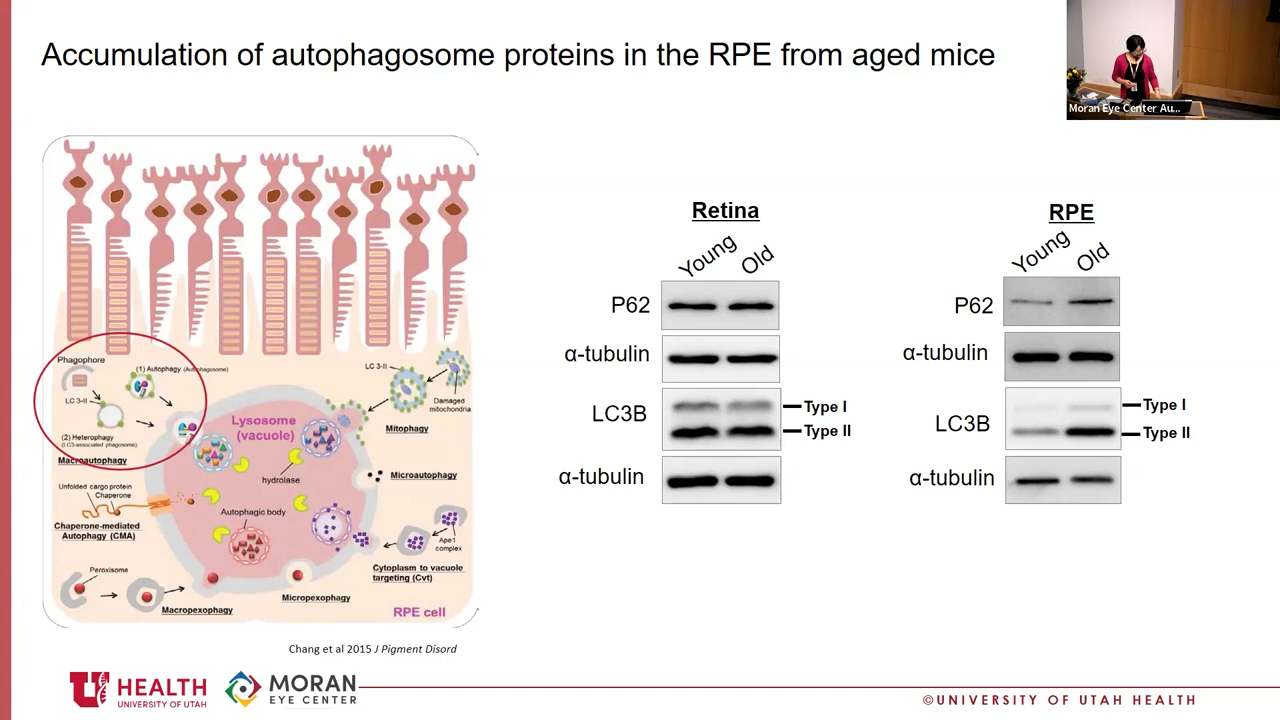 Accumulation of autophagosome proteins in the RPE from aged mice
Moran Eye Center Au...
Phagophore
(1) Autophagy (Autophagosome)
LC 3-II
(2) Heterophagy
(LC3-associated phagosome)
Macroautophagy
LC 3-II
Damaged
mitochondria
Mitophagy
Lysosome
(vacuole)
hydrolase
Microautophagy
Unfolded cargo protein
Chaperone
Chaperone-mediated
Autophagy (CMA)
Autophagic body
Ape1
complex
Cytoplasm to vacuole
targeting (Cvt)
Peroxisome
Macropexophagy
Micropexophagy
RPE cell
Chang et al 2015 J Pigment Disord
Retina
Young Old
P62
α-tubulin
LC3B
Type I
Type II
α-tubulin
RPE
Young Old
P62
α-tubulin
LC3B
Type I
Type II
α-tubulin
U HEALTH
UNIVERSITY OF UTAH
MORAN
EYE CENTER
©UNIVERSITY OF UTAH HEALTH